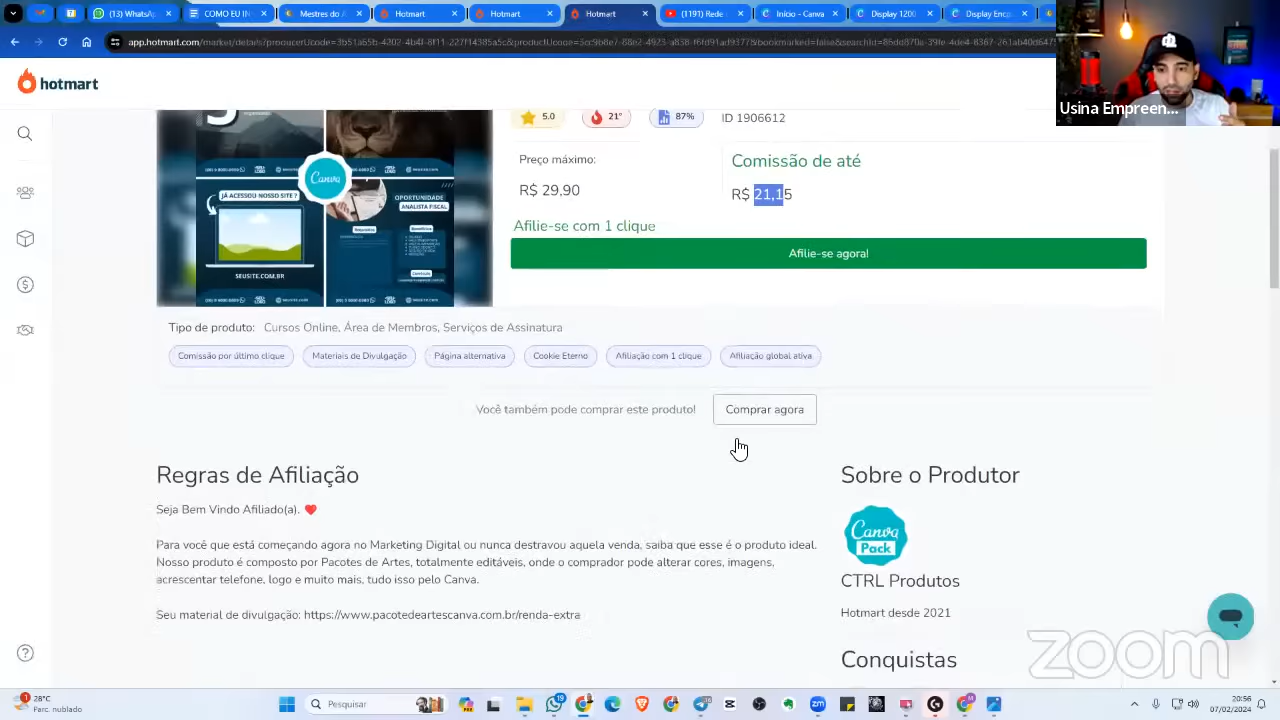 (13) WhatsA
COMO EU IN
Mestres do A
Hotmart
Hotmart
Hotmart
(1191) Rede
Início - Canva
Display 1200
Display Enc
hotmart
Usina Empreen...
5.0
21°
87%
ID 1906612
Preço máximo:
Comissão de até
R$ 29,90
R$ 21,15
Afilie-se com 1 clique
Afilie-se agora!
Canva
JÁ ACESSOU NOSSO SITE ?
OPORTUNIDADE
ANALISTA FISCAL
SEUSITE.COM.BR
Tipo de produto: Cursos Online, Área de Membros, Serviços de Assinatura
Comissão por último clique
Materiais de Divulgação
Página alternativa
Cookie Eterno
Afiliação com 1 clique
Afiliação global ativa
Você também pode comprar este produto!
Comprar agora
Regras de Afiliação
Seja Bem Vindo Afiliado(a). ❤️
Para você que está começando agora no Marketing Digital ou nunca destravou aquela venda, saiba que esse é o produto ideal.
Nosso produto é composto por Pacotes de Artes, totalmente editáveis, onde o comprador pode alterar cores, imagens,
acrescentar telefone, logo e muito mais, tudo isso pelo Canva.
Seu material de divulgação: https://www.pacotedeartescanva.com.br/renda-extra
Sobre o Produtor
Canva
Pack
CTRL Produtos
Hotmart desde 2021
Conquistas
zoom
28°C
Parc. nublado
Pesquisar
20:56
07/02/2024